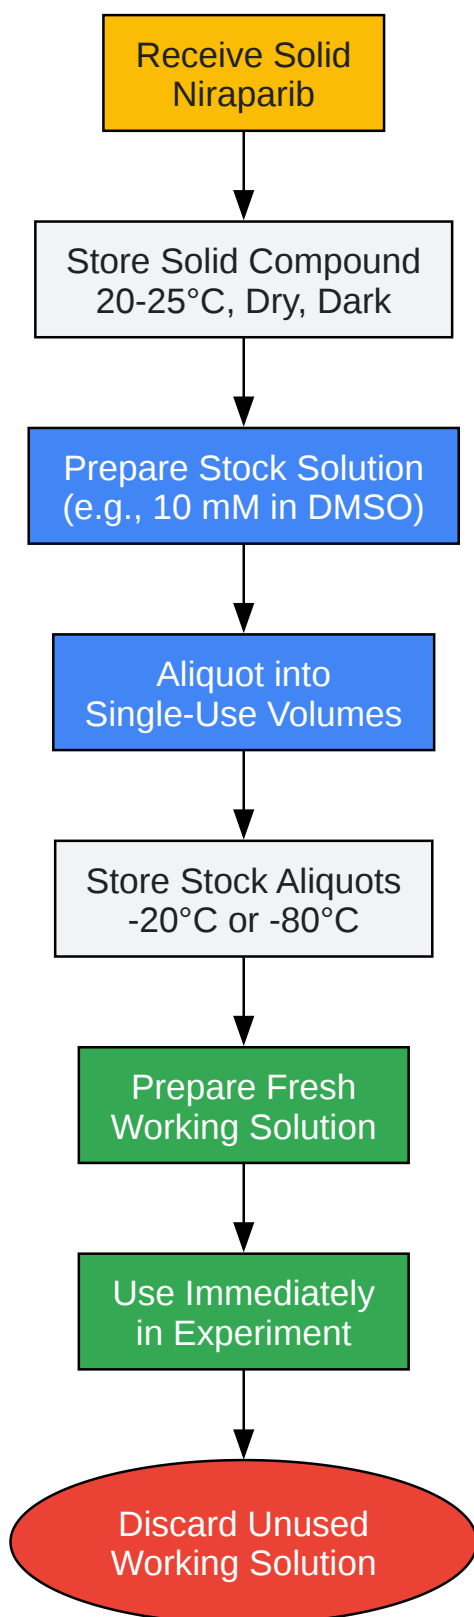 Receive Solid
Niraparib
Store Solid Compound
20-25°C, Dry, Dark
Prepare Stock Solution
(e.g., 10 mM in DMSO)
Aliquot into
Single-Use Volumes
Store Stock Aliquots
-20°C or -80°C
Prepare Fresh
Working Solution
Use Immediately
in Experiment
Discard Unused
Working Solution